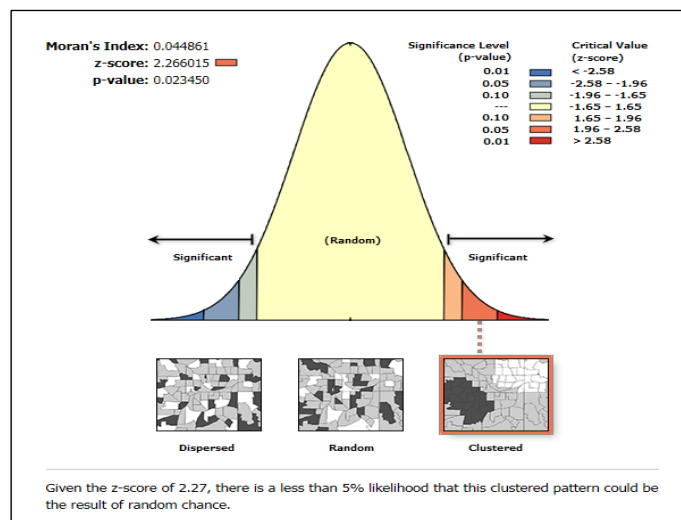 Moran's Index: 0.044861
z-score: 2.266015
p-value: 0.023450
Significance Level
(p-value)
Critical Value
(z-score)
0.01 < -2.58
0.05 -2.58 – -1.96
0.10 -1.96 – -1.65
--- -1.65 – 1.65
0.10 1.65 – 1.96
0.05 1.96 – 2.58
0.01 > 2.58
(Random)
Significant
Significant
Dispersed
Random
Clustered
Given the z-score of 2.27, there is a less than 5% likelihood that this clustered pattern could be
the result of random chance.